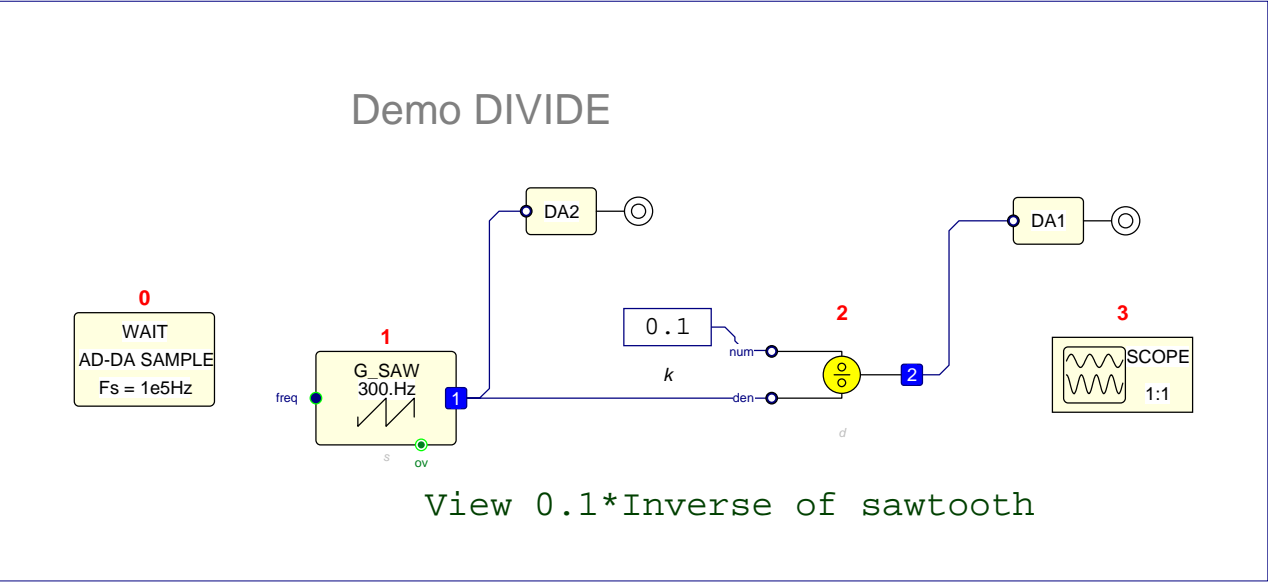 Demo DIVIDE
DA2
DA1
0
WAIT
AD-DA SAMPLE
Fs = 1e5Hz
1
G_SAW
300.Hz
freq
1
s
ov
0.1
k
num
den
2
d
2
3
SCOPE
1:1
View 0.1*Inverse of sawtooth